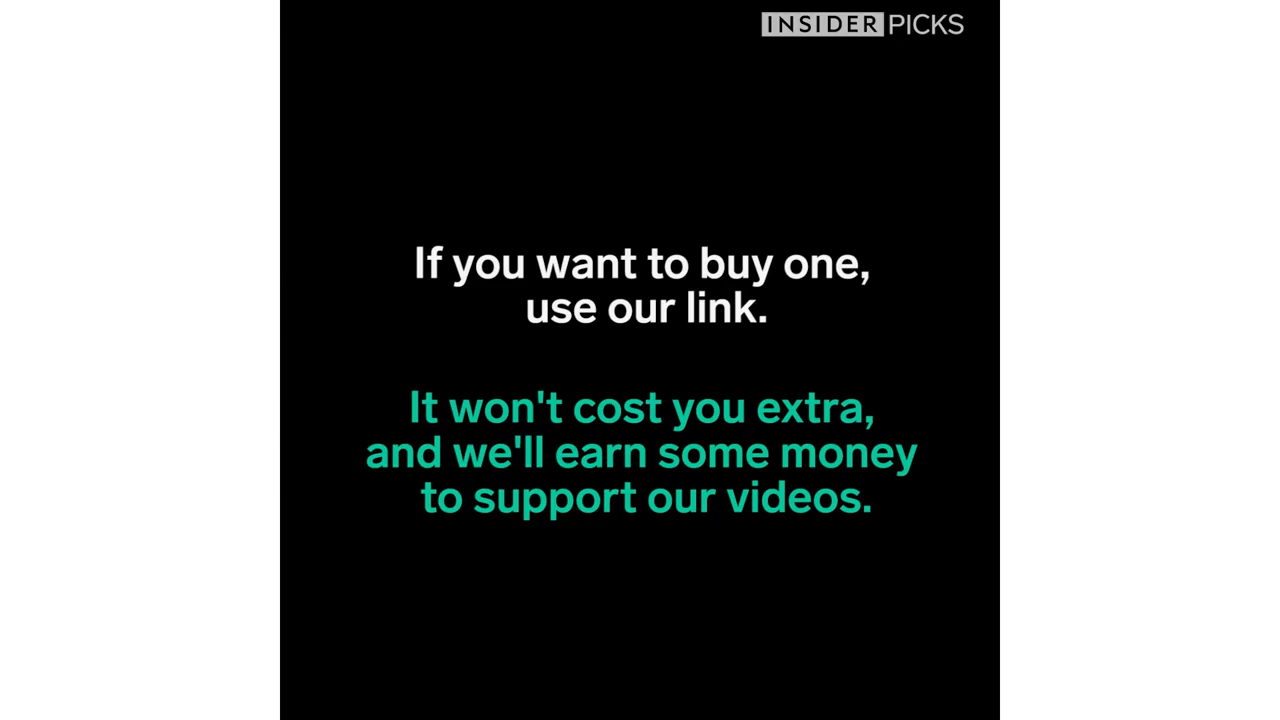 INSIDER PICKS
If you want to buy one,
use our link.
It won't cost you extra,
and we'll earn some money
to support our videos.